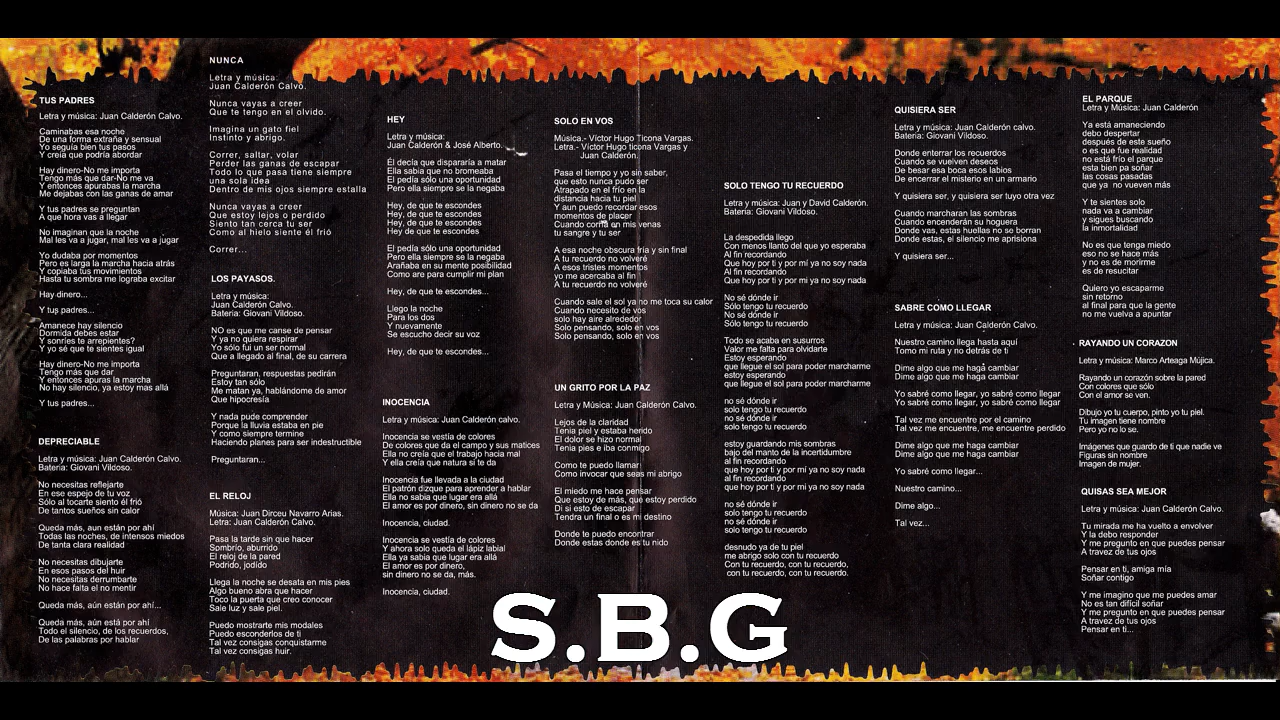 TUS PADRES
Letra y música: Juan Calderón Calvo.
Caminabas esa noche
De una forma extraña y sensual
Yo seguía bien tus pasos
Y creía que podría abordar
Hay dinero-No me importa
Tengo más que dar-No me va
Y entonces apurabas la marcha
Me dejabas con las ganas de amar
Y tus padres se preguntan
A que hora vas a llegar
No imaginan que la noche
Mal les va a jugar, mal les va a jugar
Yo dudaba por momentos
Pero es larga la marcha hacia atrás
Y copiaba tus movimientos
Hasta tu sombra me lograba excitar
Hay dinero...
Y tus padres...
Amanece hay silencio
Dormida debes estar
Y sonríes te arrepientes?
Y yo sé que te sientes igual
Hay dinero-No me importa
Tengo más que dar
Y entonces apuras la marcha
No hay silencio, ya estoy mas allá
Y tus padres...
DEPRECIABLE
Letra y música: Juan Calderón Calvo.
Bateria: Giovani Vildoso.
No necesitas reflejarte
En ese espejo de tu voz
Sólo al tocarte siento él frió
De tantos sueños sin calor
Queda más, aun están por ahí
Todas las noches, de intensos miedos
De tanta clara realidad
No necesitas dibujarte
En esos pasos del huir
No necesitas derrumbarte
No hace falta el no mentir
Queda más, aún están por ahí...
Queda más, aún está por ahí
Todo el silencio, de los recuerdos,
De las palabras por hablar
NUNCA
Letra y música:
Juan Calderón Calvo.
Nunca vayas a creer
Que te tengo en el olvido.
Imagina un gato fiel
Instinto y abrigo.
Correr, saltar, volar
Perder las ganas de escapar
Todo lo que pasa tiene siempre
una sola idea
Dentro de mis ojos siempre estalla
Nunca vayas a creer
Que estoy lejos o perdido
Siento tan cerca tu ser
Como al hielo siente él frió
Correr...
LOS PAYASOS.
Letra y música:
Juan Calderón Calvo.
Bateria: Giovani Vildoso.
NO es que me canse de pensar
Y ya no quiera respirar
Yo sólo fui un ser normal
Que a llegado al final, de su carrera
Preguntaran, respuestas pedirán
Estoy tan sólo
Me matan ya, hablándome de amor
Que hipocresía
Y nada pude comprender
Porque la lluvia estaba en pie
Y como siempre termine
Haciendo planes para ser indestructible
Preguntaran...
EL RELOJ
Música: Juan Dirceu Navarro Arias.
Letra: Juan Calderón Calvo.
Pasa la tarde sin que hacer
Sombrío, aburrido
El reloj de la pared
Podrido, jodido
Llega la noche se desata en mis pies
Algo bueno abra que hacer
Toco la puerta que creo conocer
Sale luz y sale piel.
Puedo mostrarte mis modales
Puedo esconderlos de ti
Tal vez consigas conquistarme
Tal vez consigas huir.
HEY
Letra y música:
Juan Calderón & José Alberto.
Él decía que dispararía a matar
Ella sabia que no bromeaba
El pedía sólo una oportunidad
Pero ella siempre se la negaba
Hey, de que te escondes
Hey, de que te escondes
Hey, de que te escondes
Hey de que te escondes
El pedía sólo una oportunidad
Pero ella siempre se la negaba
Arañaba en su mente posibilidad
Como aro para cumplir mi plan
Hey, de que te escondes...
Llego la noche
Para los dos
Y nuevamente
Se escucho decir su voz
Hey, de que te escondes...
INOCENCIA
Letra y música: Juan Calderón calvo.
Inocencia se vestía de colores
De colores que da el campo y sus matices
Ella no creía que el trabajo hacia mal
Y ella creía que natura sí te da
Inocencia fue llevada a la ciudad
El patrón dizque para aprender a hablar
Ella no sabia que lugar era allá
El amor es por dinero, sin dinero no se da
Inocencia, ciudad.
Inocencia se vestía de colores
Y ahora solo queda el lápiz labial
Ella ya sabia que lugar era allá
El amor es por dinero,
sin dinero no se da, más.
Inocencia, ciudad.
SOLO EN VOS
Música.- Víctor Hugo Ticona Vargas.
Letra.- Víctor Hugo ticona Vargas y
Juan Calderón.
Pasa el tiempo y yo sin saber,
que esto nunca pudo ser
Atrapado en el frío en la
distancia hacia tu piel
Y aun puedo recordar esos
momentos de placer
Cuando corría en mis venas
tu sangre y tu ser
A esa noche obscura fría y sin final
A tu recuerdo no volveré
A esos tristes momentos
yo me acercaba al fin
A tu recuerdo no volveré
Cuando sale el sol ya no me toca su calor
Cuando necesito de vos
solo hay aire alrededor
Solo pensando, solo en vos
Solo pensando, solo en vos
UN GRITO POR LA PAZ
Letra y Música: Juan Calderón Calvo.
Lejos de la claridad
Tenia piel y estaba herido
El dolor se hizo normal
Tenia pies e iba conmigo
Como te puedo llamar
Como invocar que seas mi abrigo
El miedo me hace pensar
Que estoy de más, que estoy perdido
Di si esto de escapar
Tendra un final o es mi destino
Donde te puedo encontrar
Donde estas donde es tu nido
SOLO TENGO TU RECUERDO
Letra y música: Juan y David Calderón.
Bateria: Giovani Vildoso.
La despedida llego
Con menos llanto del que yo esperaba
Al fin recordando
Que hoy por ti y por mí ya no soy nada
Al fin recordando
Que hoy por ti y por mí ya no soy nada
No sé dónde ir
Sólo tengo tu recuerdo
No sé dónde ir
Sólo tengo tu recuerdo
Todo se acaba en susurros
Valor me falta para olvidarte
Estoy esperando
que llegue el sol para poder marcharme
estoy esperando
que llegue el sol para poder marcharme
no sé dónde ir
solo tengo tu recuerdo
no sé dónde ir
solo tengo tu recuerdo
estoy guardando mis sombras
bajo del manto de la incertidumbre
al fin recordando
que hoy por ti y por mí ya no soy nada
al fin recordando
que hoy por ti y por mí ya no soy nada
no sé dónde ir
solo tengo tu recuerdo
no sé dónde ir
solo tengo tu recuerdo
desnudo ya de tu piel
me abrigo solo con tu recuerdo
Con tu recuerdo, con tu recuerdo,
con tu recuerdo, con tu recuerdo.
QUISIERA SER
Letra y música: Juan Calderón calvo.
Bateria: Giovani Vildoso.
Donde enterrar los recuerdos
Cuando se vuelven deseos
De besar esa boca esos labios
De encerrar el misterio en un armario
Y quisiera ser, y quisiera ser tuyo otra vez
Cuando marcharan las sombras
Cuando encenderán su hoguera
Donde vas, estas huellas no se borran
Donde estas, el silencio me aprisiona
Y quisiera ser...
SABRE COMO LLEGAR
Letra y música: Juan Calderón Calvo.
Nuestro camino llega hasta aquí
Tomo mi ruta y no detrás de ti
Dime algo que me haga cambiar
Dime algo que me haga cambiar
Yo sabré como llegar, yo sabré como llegar
Yo sabré como llegar, yo sabré como llegar
Tal vez me encuentre por el camino
Tal vez me encuentre, me encuentre perdido
Dime algo que me haga cambiar
Dime algo que me haga cambiar
Yo sabré como llegar...
Nuestro camino...
Dime algo...
Tal vez...
EL PARQUE
Letra y Música: Juan Calderón
Ya está amaneciendo
debo despertar
después de este sueño
o es que fue realidad
no está frío el parque
esta bien pa soñar
las cosas pasadas
que ya no vueven más
Y te sientes solo
nada va a cambiar
y sigues buscando
la inmortalidad
No es que tenga miedo
eso no se hace más
y no es de morirme
es de resucitar
Quiero yo escaparme
sin retorno
al final para que la gente
no me vuelva a apuntar
RAYANDO UN CORAZON
Letra y música: Marco Arteaga Mújica.
Rayando un corazón sobre la pared
Con colores que sólo
Con el amor se ven.
Dibujo yo tu cuerpo, pinto yo tu piel.
Tu imagen tiene nombre
Pero yo no lo se.
Imágenes que guardo de ti que nadie ve
Figuras sin nombre
Imagen de mujer.
QUISAS SEA MEJOR
Letra y música: Juan Calderón Calvo.
Tu mirada me ha vuelto a envolver
Y la debo responder
Y me pregunto en que puedes pensar
A travez de tus ojos
Pensar en ti, amiga mía
Soñar contigo
Y me imagino que me puedes amar
No es tan difícil soñar
Y me pregunto en que puedes pensar
A travez de tus ojos
Pensar en ti...
S.B.G